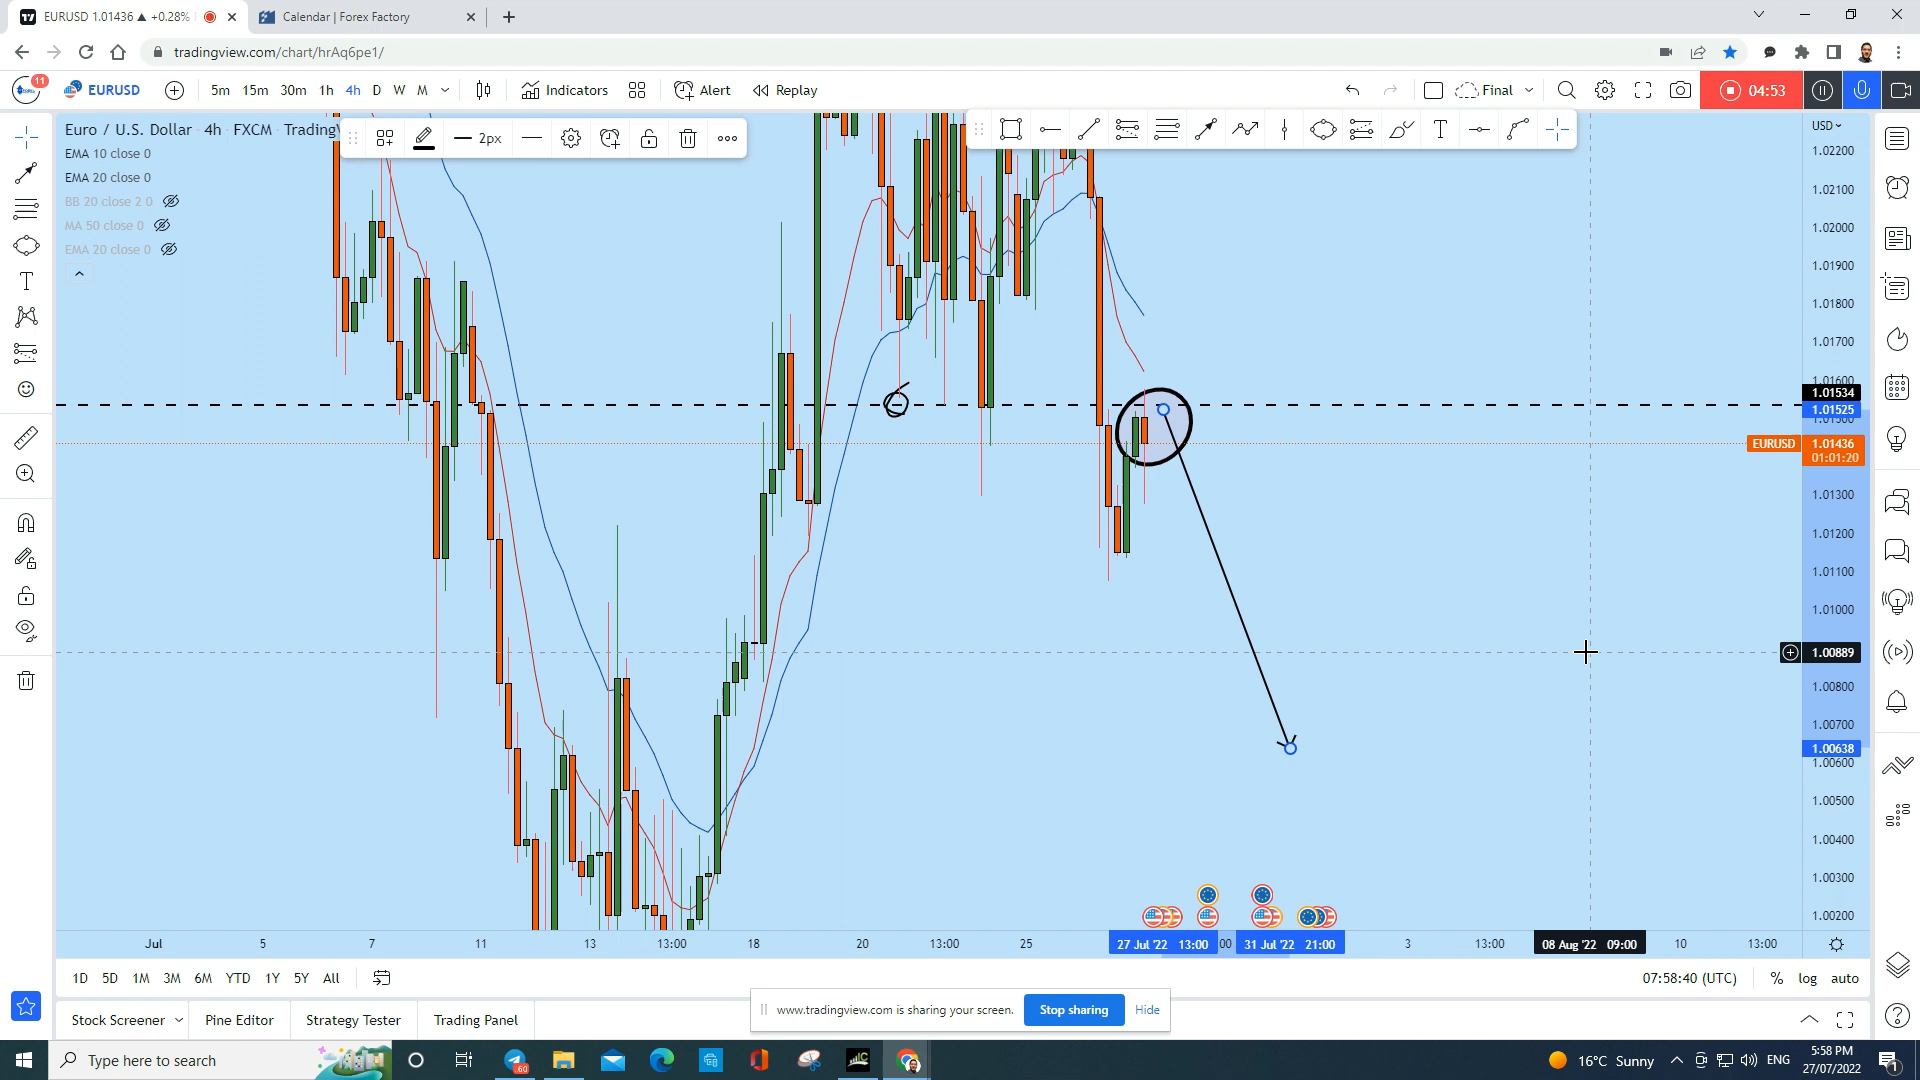 EURUSD 1.01436 ▲ +0.28%
Calendar | Forex Factory
tradingview.com/chart/hrAq6pe1/
11
EURUSD
5m 15m 30m 1h 4h D W M
Indicators
Alert
Replay
Final
04:53
Euro / U.S. Dollar · 4h · FXCM · Trading
2px
EMA 10 close 0
EMA 20 close 0
BB 20 close 2 0
MA 50 close 0
EMA 20 close 0
USD
1.02200
1.02100
1.02000
1.01900
1.01800
1.01700
1.01600
1.01534
1.01525
1.01500
EURUSD 1.01436
01:01:20
1.01300
1.01200
1.01100
1.01000
1.00889
1.00800
1.00700
1.00638
1.00600
1.00500
1.00400
1.00300
1.00200
Jul 5 7 11 13 13:00 18 20 13:00 25 27 Jul '22 13:00 00 31 Jul '22 21:00 3 13:00 08 Aug '22 09:00 10 13:00
1D 5D 1M 3M 6M YTD 1Y 5Y All
07:58:40 (UTC) % log auto
www.tradingview.com is sharing your screen. Stop sharing Hide
Stock Screener Pine Editor Strategy Tester Trading Panel
Type here to search
60
16°C Sunny
ENG
5:58 PM
27/07/2022
1